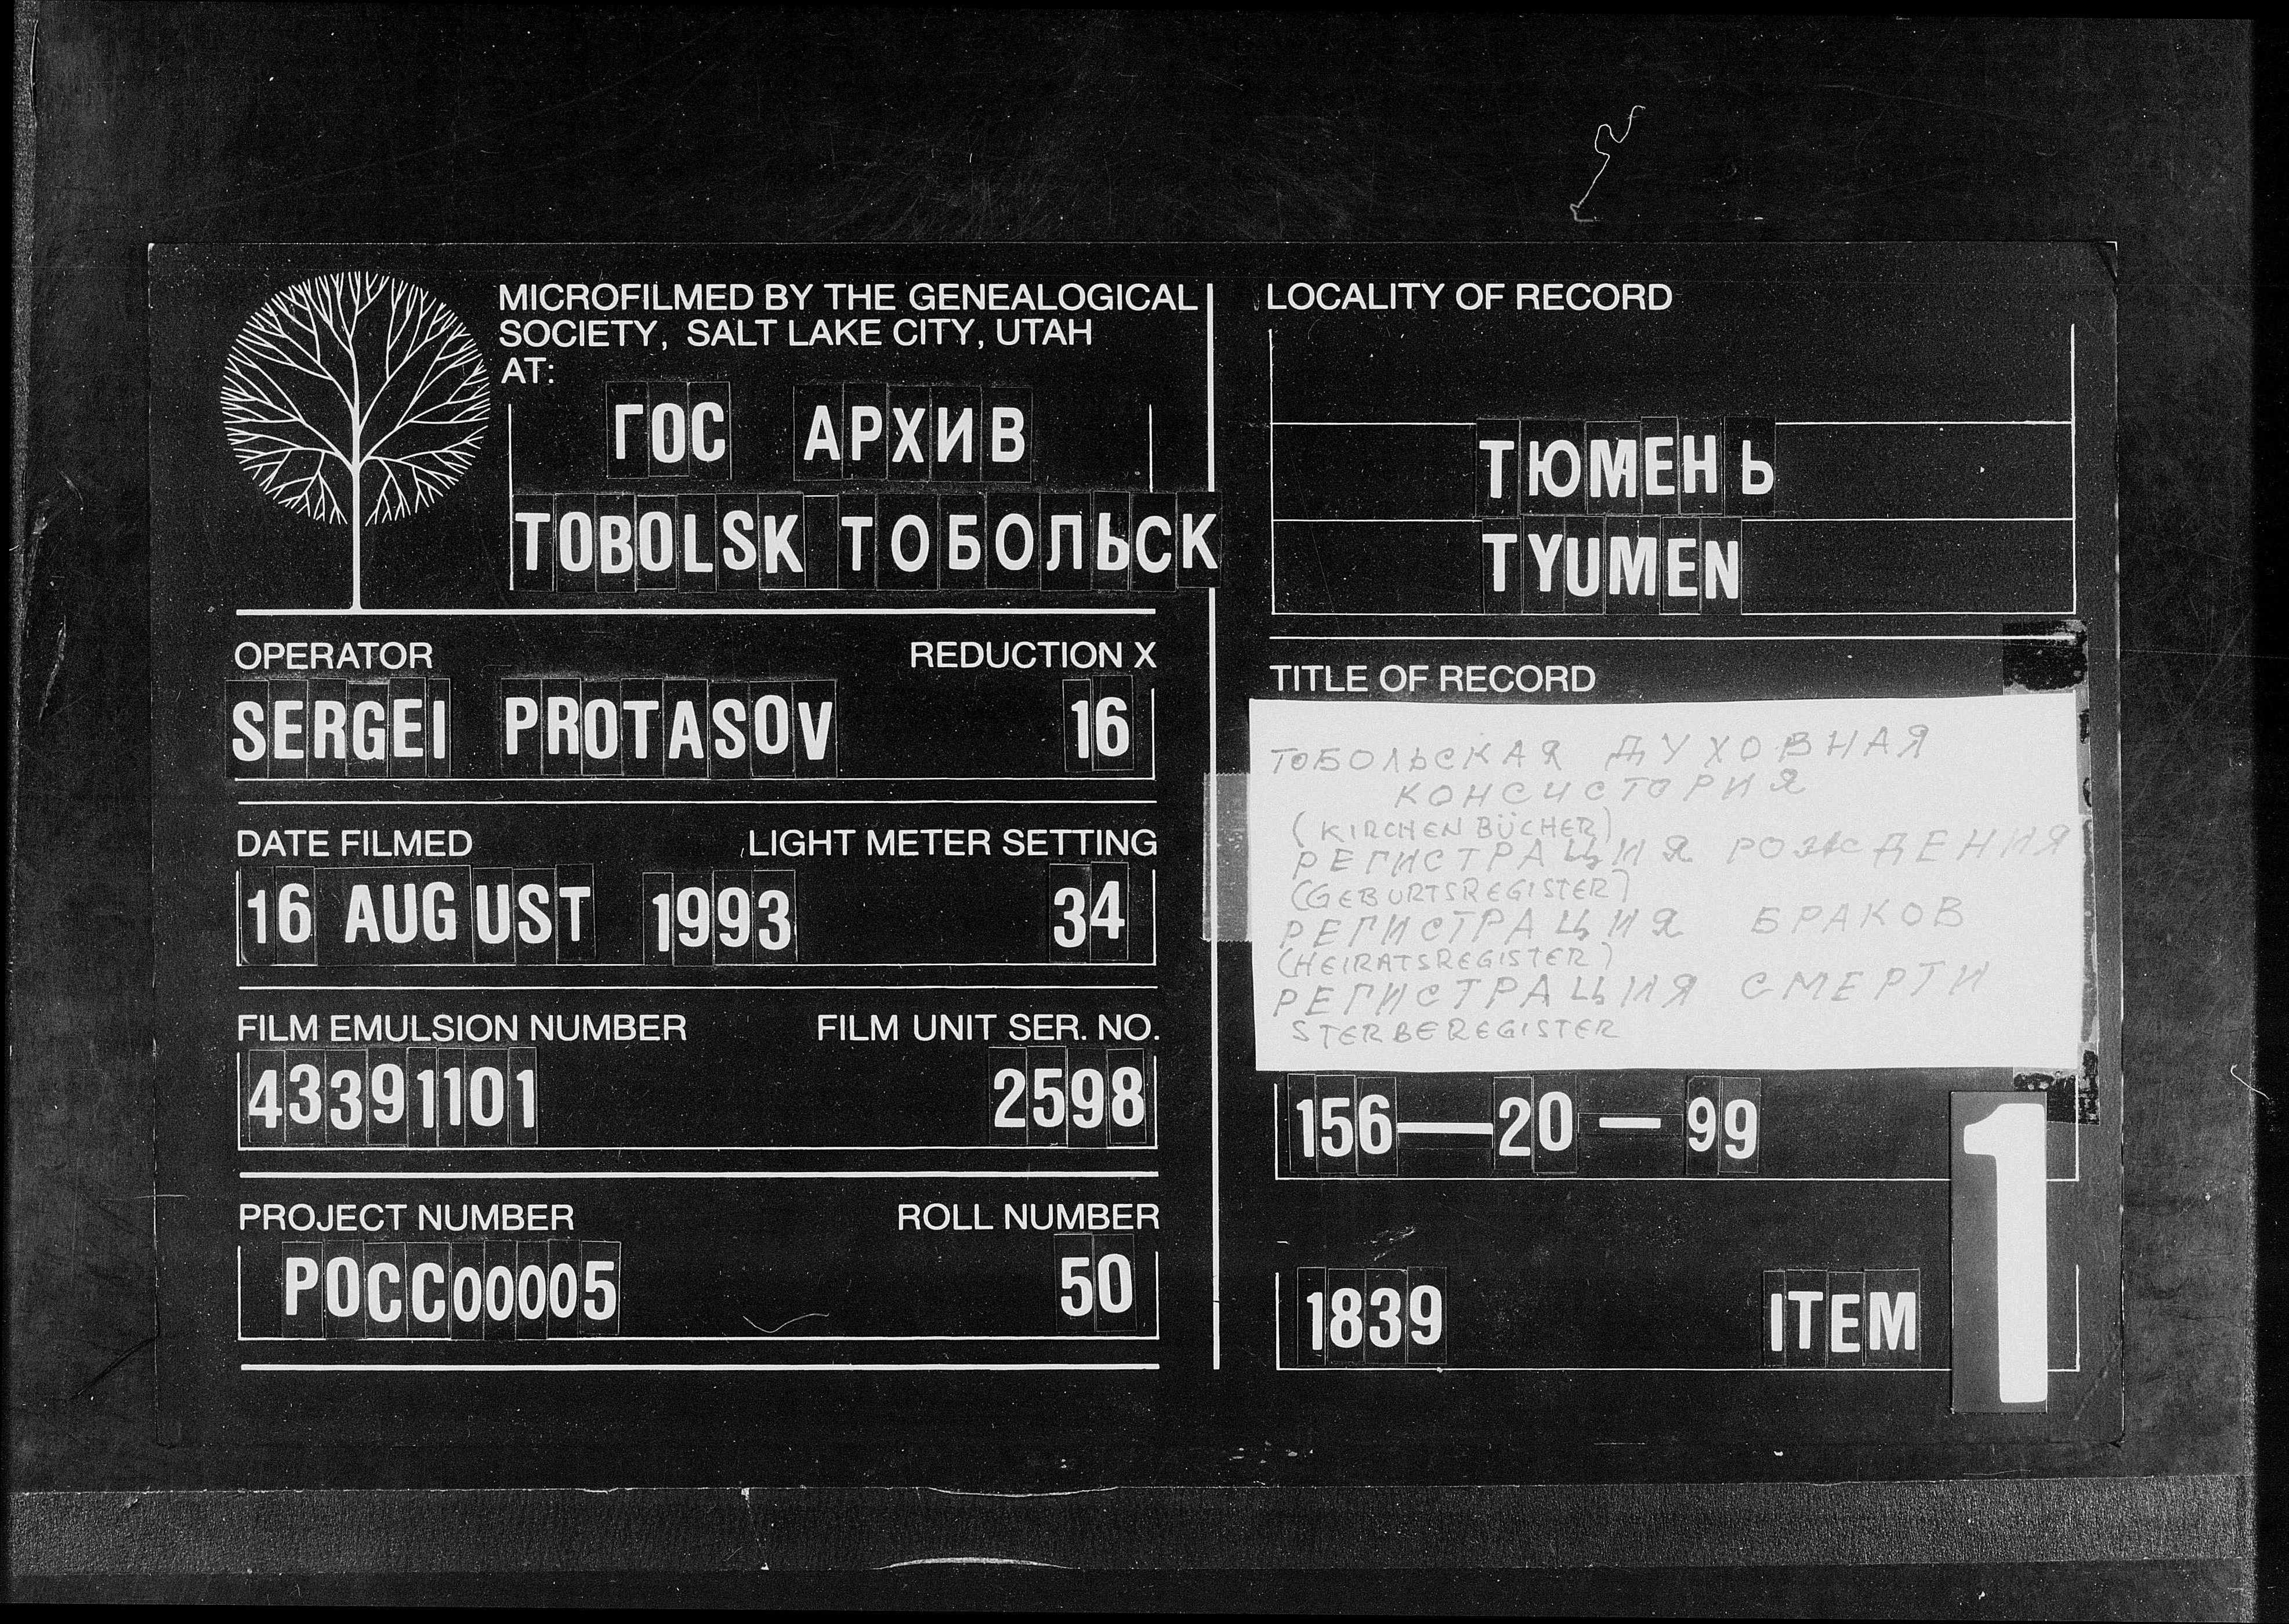 MICROFILMED BY THE GENEALOGICAL
SOCIETY, SALT LAKE CITY, UTAH
AT:
ГОС АРХИВ
TOBOLSK ТОБОЛЬСК
OPERATOR REDUCTION X
SERGEI PROTASOV 16
DATE FILMED LIGHT METER SETTING
16 AUGUST 1993 34
FILM EMULSION NUMBER FILM UNIT SER. NO.
43391101 2598
PROJECT NUMBER ROLL NUMBER
РОСС00005 50
LOCALITY OF RECORD
ТЮМЕНЬ
TYUMEN
TITLE OF RECORD
ТОБОЛЬСКАЯ ДУХОВНАЯ
КОНСИСТОРИЯ
(KIRCHENBÜCHER)
РЕГИСТРАЦИЯ РОЖДЕНИЯ
(GEBURTSREGISTER)
РЕГИСТРАЦИЯ БРАКОВ
(HEIRATSREGISTER)
РЕГИСТРАЦИЯ СМЕРТИ
STERBEREGISTER
156—20—99
1839 ITEM 1